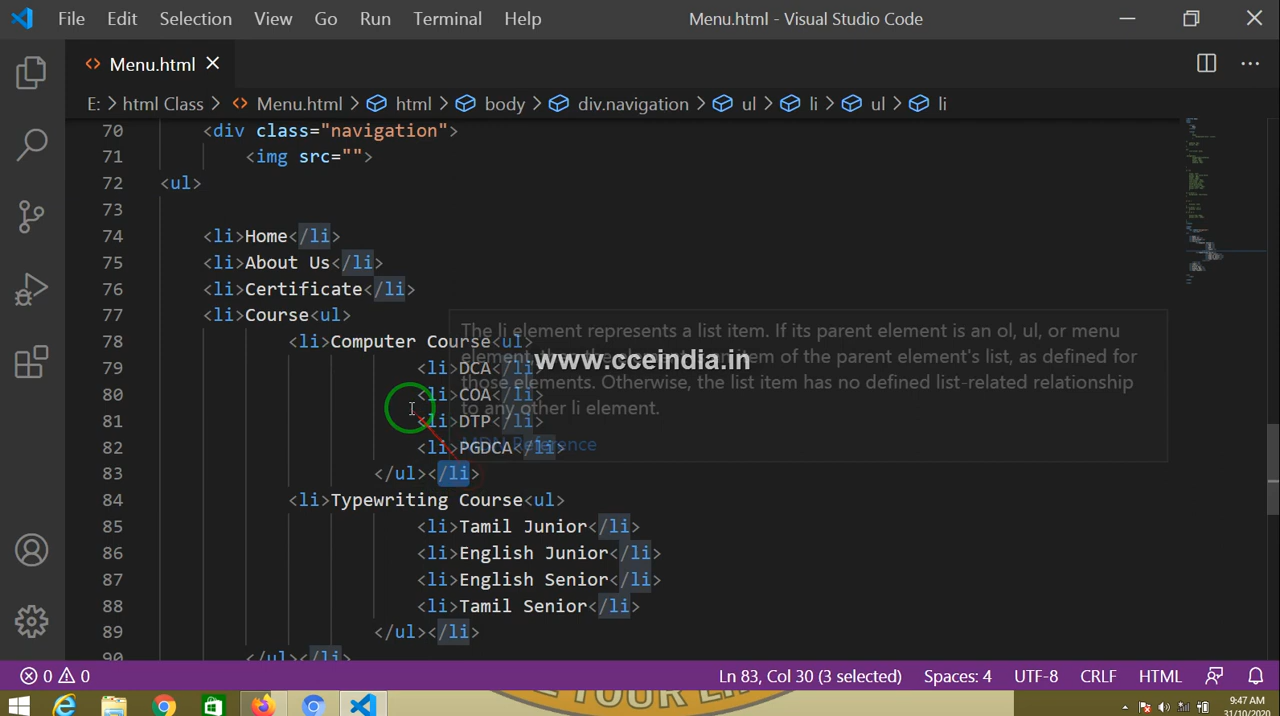 File Edit Selection View Go Run Terminal Help Menu.html - Visual Studio Code
Menu.html
E: > html Class > Menu.html > html > body > div.navigation > ul > li > ul > li
70 <div class="navigation">
71 <img src="">
72 <ul>
73
74 <li>Home</li>
75 <li>About Us</li>
76 <li>Certificate</li>
77 <li>Course<ul>
78 <li>Computer Course<ul>
79 <li>DCA</li>
80 <li>COA</li>
81 <li>DTP</li>
82 <li>PGDCA</li>
83 </ul></li>
84 <li>Typewriting Course<ul>
85 <li>Tamil Junior</li>
86 <li>English Junior</li>
87 <li>English Senior</li>
88 <li>Tamil Senior</li>
89 </ul></li>
90 </ul></li>
The li element represents a list item. If its parent element is an ol, ul, or menu
element, then the element is an item of the parent element's list, as defined for
those elements. Otherwise, the list item has no defined list-related relationship
to any other li element.
MDN Reference
www.cceindia.in
0 0 Ln 83, Col 30 (3 selected) Spaces: 4 UTF-8 CRLF HTML
9:47 AM
31/10/2020